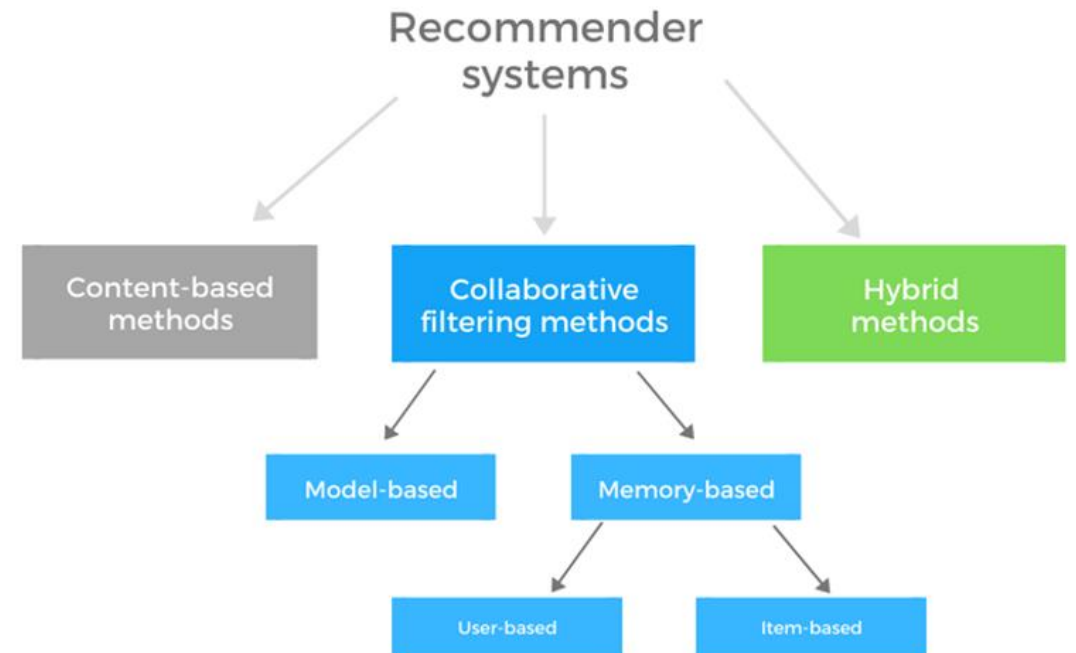 Recommender
systems
Content-based
methods
Collaborative
filtering methods
Hybrid
methods
Model-based
Memory-based
User-based
Item-based